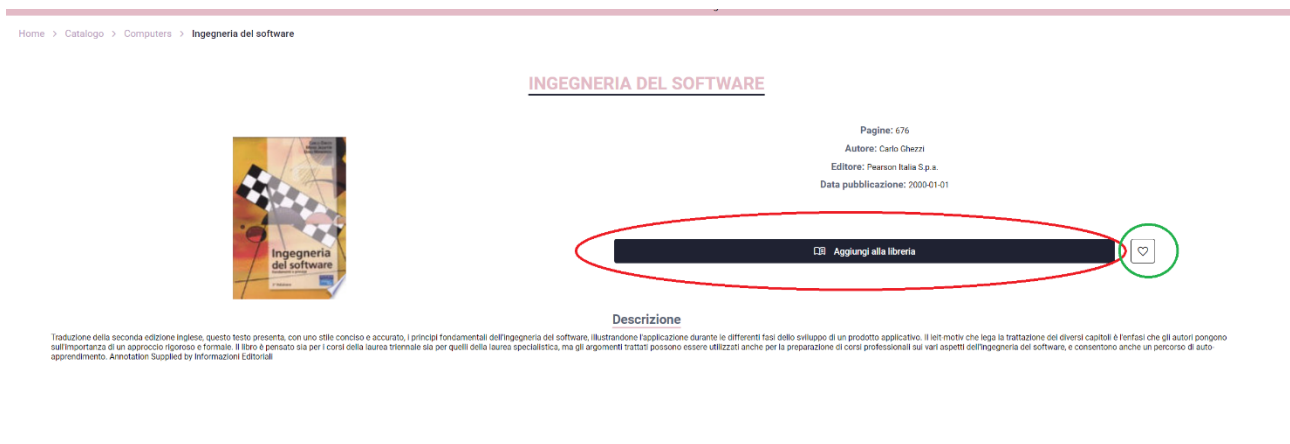 Home > Catalogo > Computers > Ingegneria del software
INGEGNERIA DEL SOFTWARE
Pagine: 676
Autore: Carlo Ghezzi
Editore: Pearson Italia S.p.a.
Data pubblicazione: 2000-01-01
Ingegneria
del software
Aggiungi alla libreria
Descrizione
Traduzione della seconda edizione inglese, questo testo presenta, con uno stile conciso e accurato, i principi fondamentali dell'ingegneria del software, illustrandone l'applicazione durante le differenti fasi dello sviluppo di un prodotto applicativo. Il leit-motiv che lega la trattazione dei diversi capitoli è l'enfasi che gli autori pongono
sull'importanza di un approccio rigoroso e formale. Il libro è pensato sia per i corsi della laurea triennale sia per quelli della laurea specialistica, ma gli argomenti trattati possono essere utilizzati anche per la preparazione di corsi professionali sui vari aspetti dell'ingegneria del software, e consentono anche un percorso di auto-
apprendimento. Annotation Supplied by Informazioni Editoriali